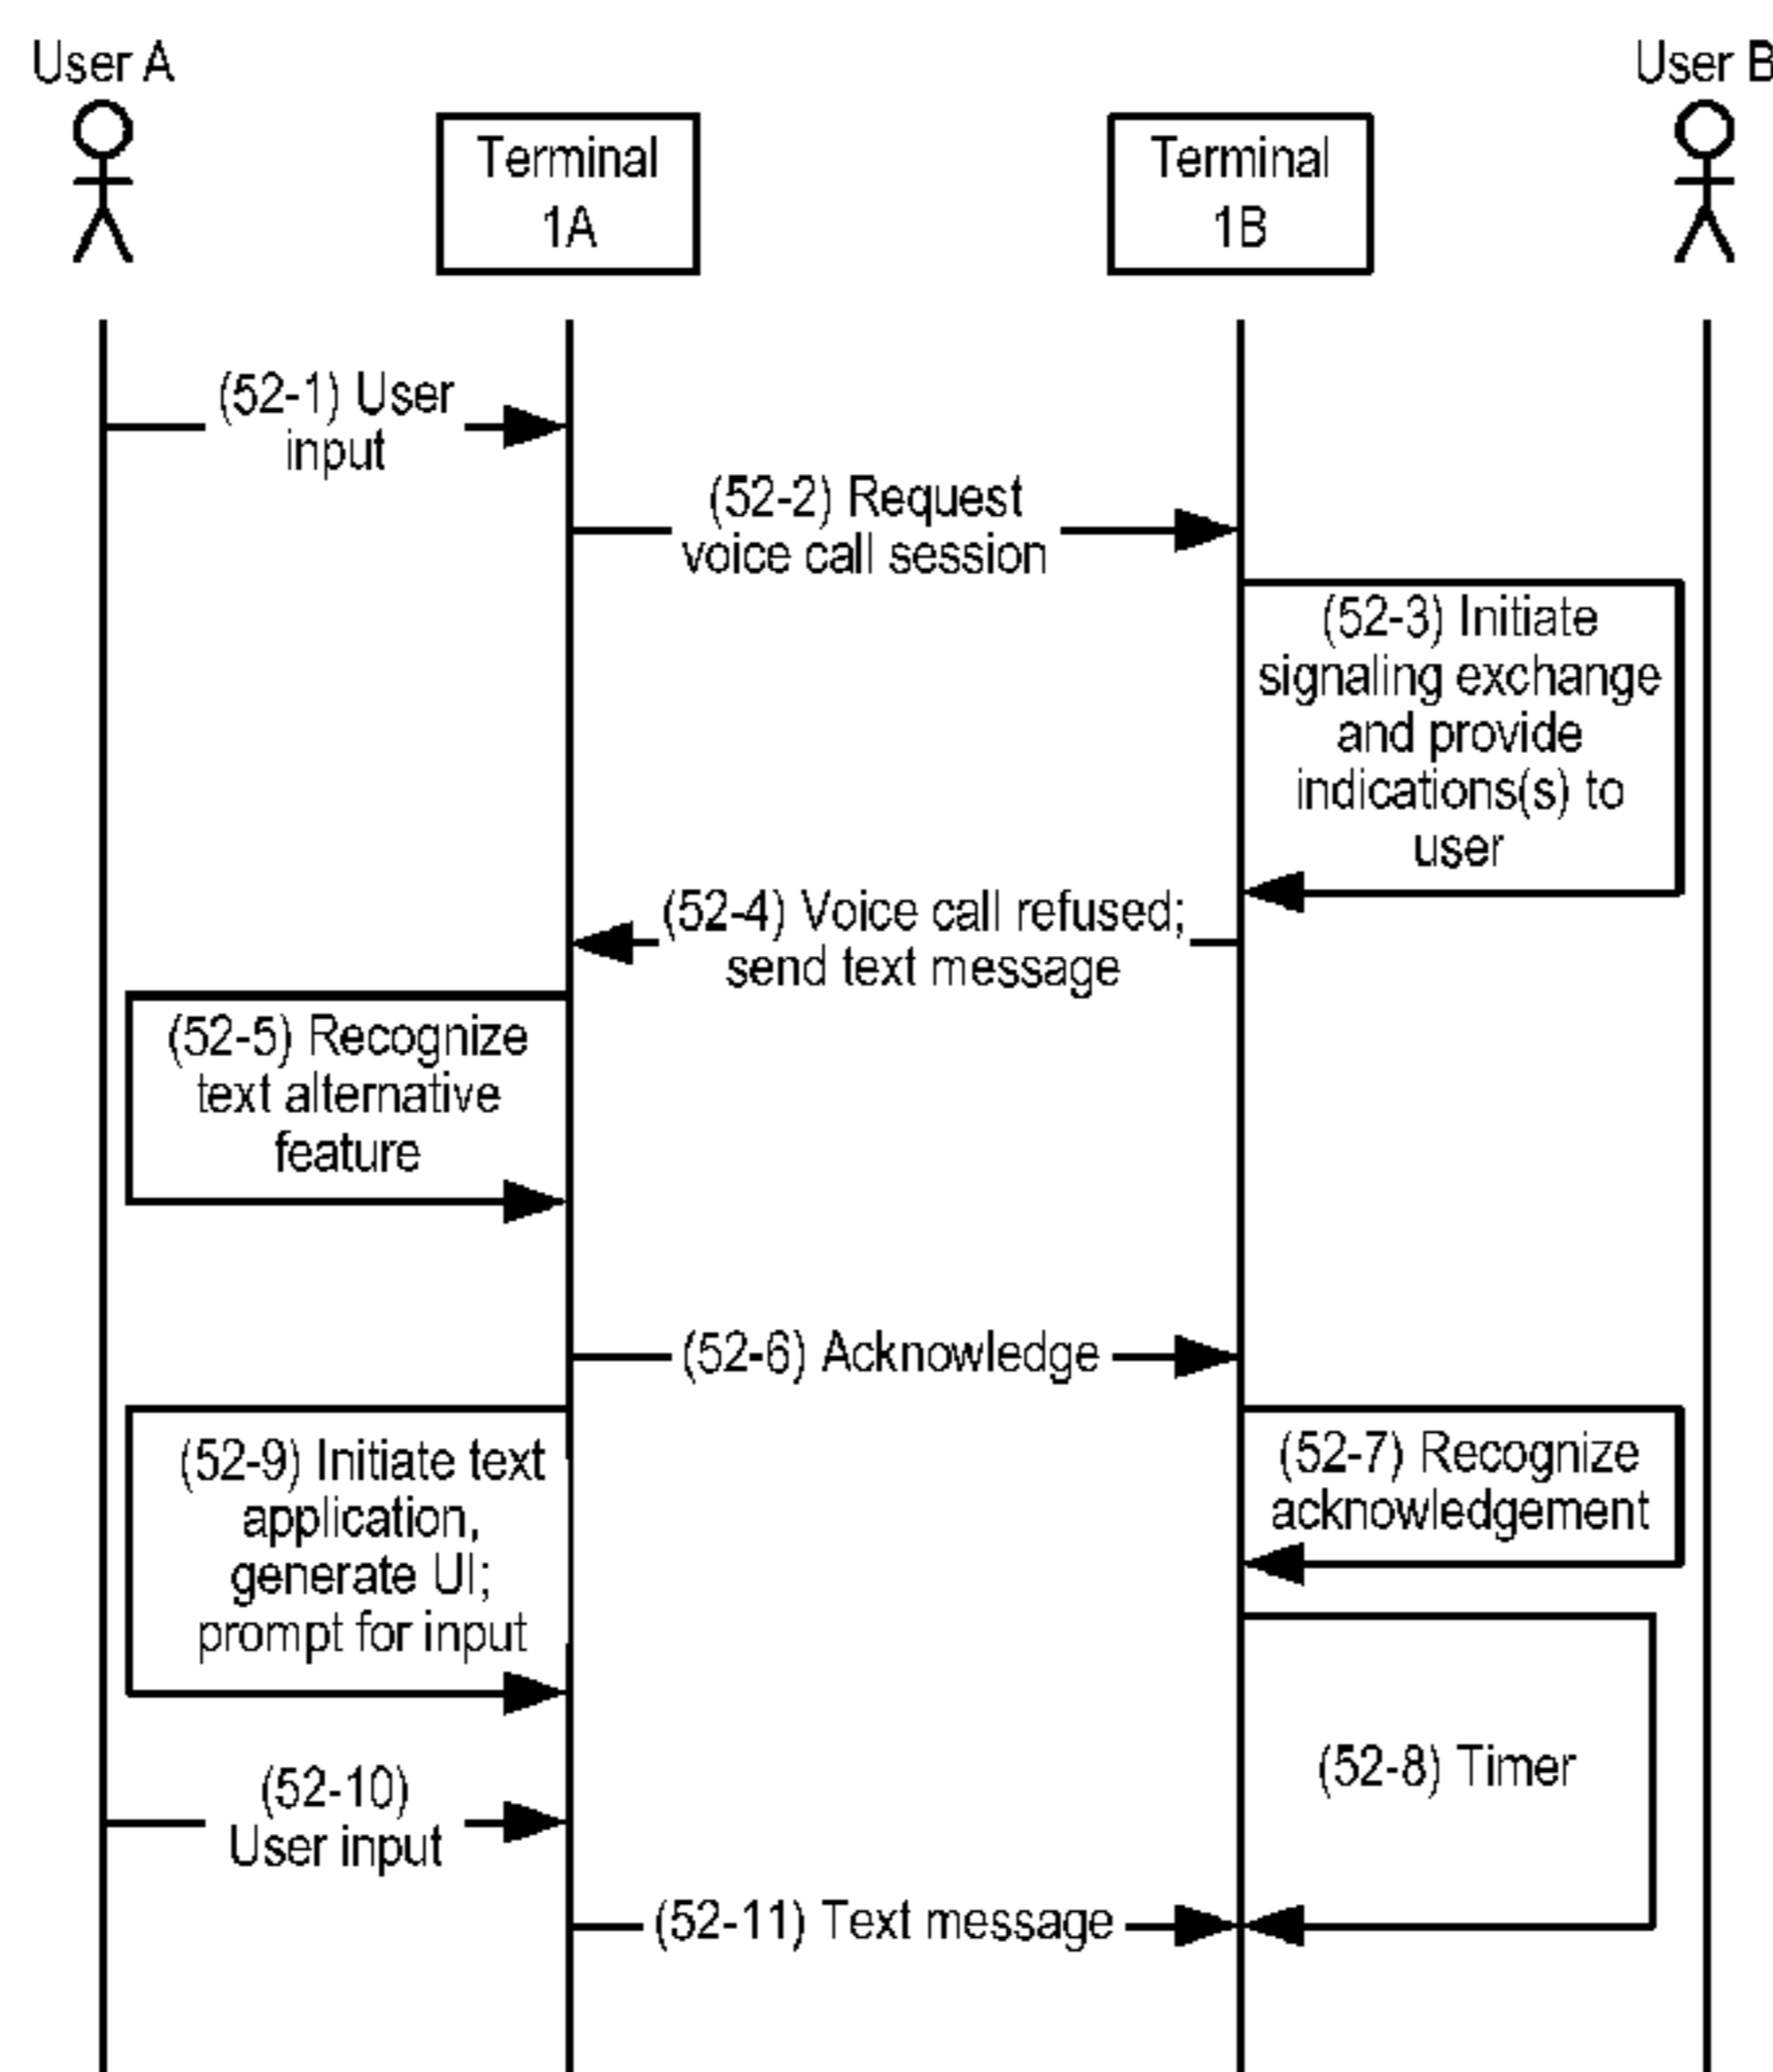 User A
User B
Terminal
1A
Terminal
1B
(52-1) User
input
(52-2) Request
voice call session
(52-3) Initiate
signaling exchange
and provide
indications(s) to
user
(52-4) Voice call refused;
send text message
(52-5) Recognize
text alternative
feature
(52-6) Acknowledge
(52-7) Recognize
acknowledgement
(52-9) Initiate text
application,
generate UI;
prompt for input
(52-8) Timer
(52-10)
User input
(52-11) Text message